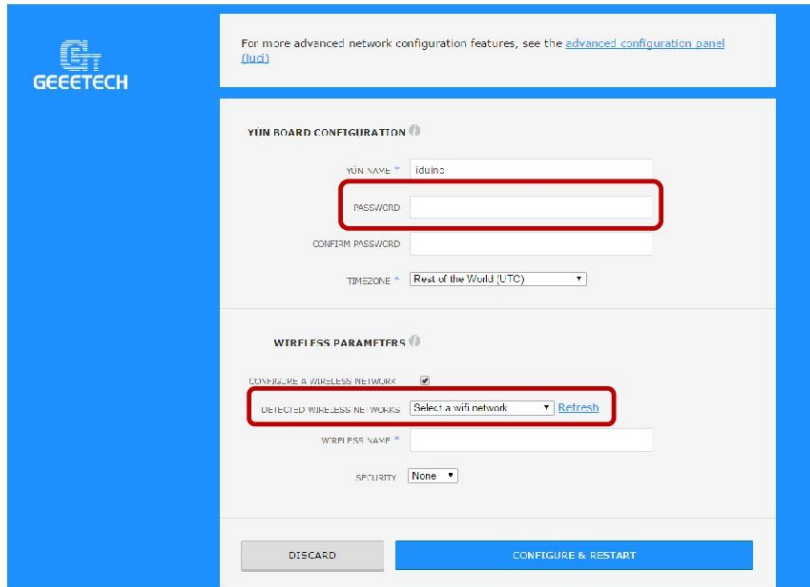 GEEETECH
For more advanced network configuration features, see the advanced configuration panel
(luci)
YÚN BOARD CONFIGURATION
YÚN NAME *
iduino
PASSWORD
CONFIRM PASSWORD
TIMEZONE *
Rest of the World (UTC)
WIRELESS PARAMETERS
CONFIGURE A WIRELESS NETWORK
DETECTED WIRELESS NETWORKS
Select a wifi network
Refresh
WIRELESS NAME *
SECURITY
None
DISCARD
CONFIGURE & RESTART